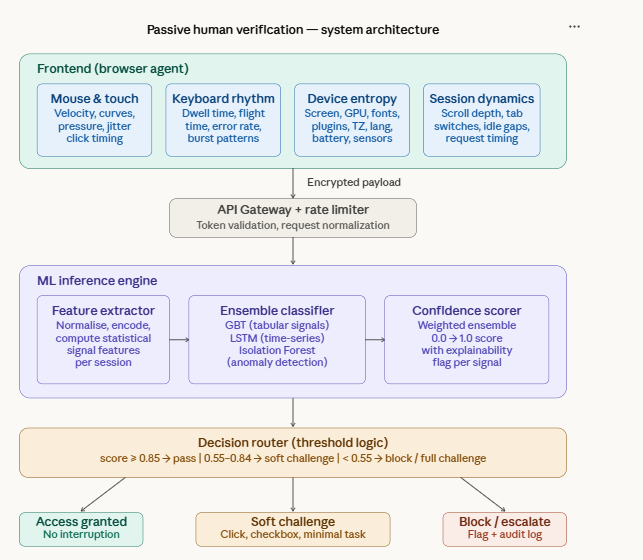 Passive human verification — system architecture
...
Frontend (browser agent)
Mouse & touch
Velocity, curves,
pressure, jitter
click timing
Keyboard rhythm
Dwell time, flight
time, error rate,
burst patterns
Device entropy
Screen, GPU, fonts,
plugins, TZ, lang,
battery, sensors
Session dynamics
Scroll depth, tab
switches, idle gaps,
request timing
Encrypted payload
API Gateway + rate limiter
Token validation, request normalization
ML inference engine
Feature extractor
Normalise, encode,
compute statistical
signal features
per session
Ensemble classifier
GBT (tabular signals)
LSTM (time-series)
Isolation Forest
(anomaly detection)
Confidence scorer
Weighted ensemble
0.0 → 1.0 score
with explainability
flag per signal
Decision router (threshold logic)
score ≥ 0.85 → pass | 0.55–0.84 → soft challenge | < 0.55 → block / full challenge
Access granted
No interruption
Soft challenge
Click, checkbox, minimal task
Block / escalate
Flag + audit log